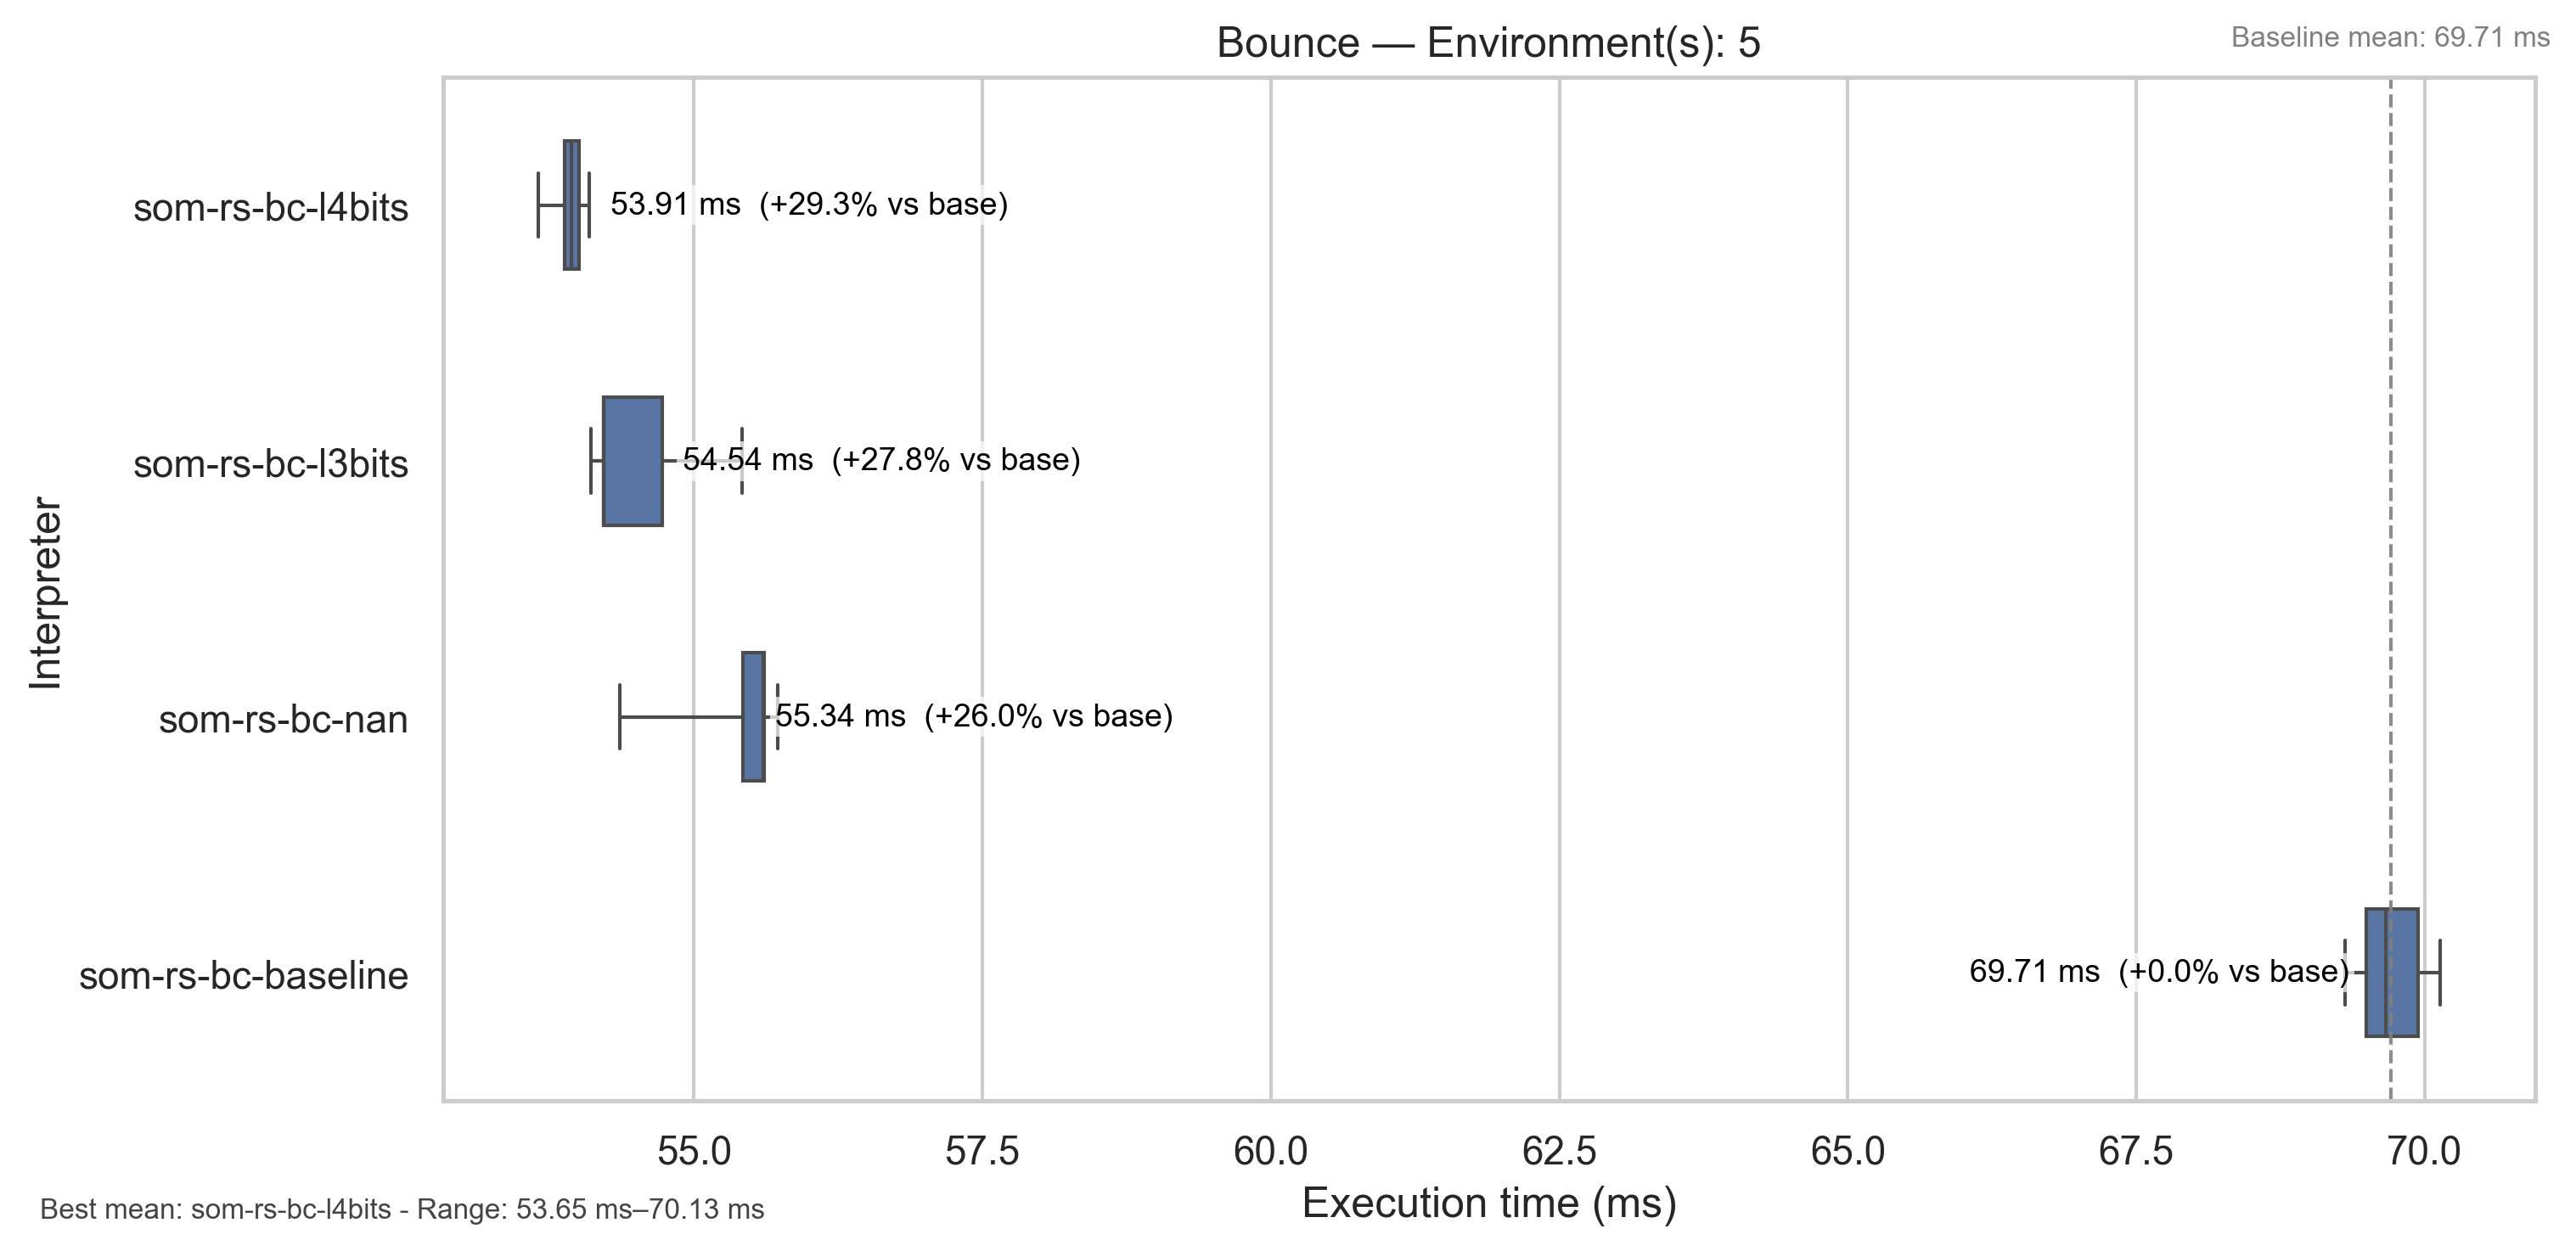 Bounce — Environment(s): 5
Baseline mean: 69.71 ms
Interpreter
som-rs-bc-l4bits
53.91 ms (+29.3% vs base)
som-rs-bc-l3bits
54.54 ms (+27.8% vs base)
som-rs-bc-nan
55.34 ms (+26.0% vs base)
som-rs-bc-baseline
69.71 ms (+0.0% vs base)
55.0 57.5 60.0 62.5 65.0 67.5 70.0
Execution time (ms)
Best mean: som-rs-bc-l4bits - Range: 53.65 ms–70.13 ms